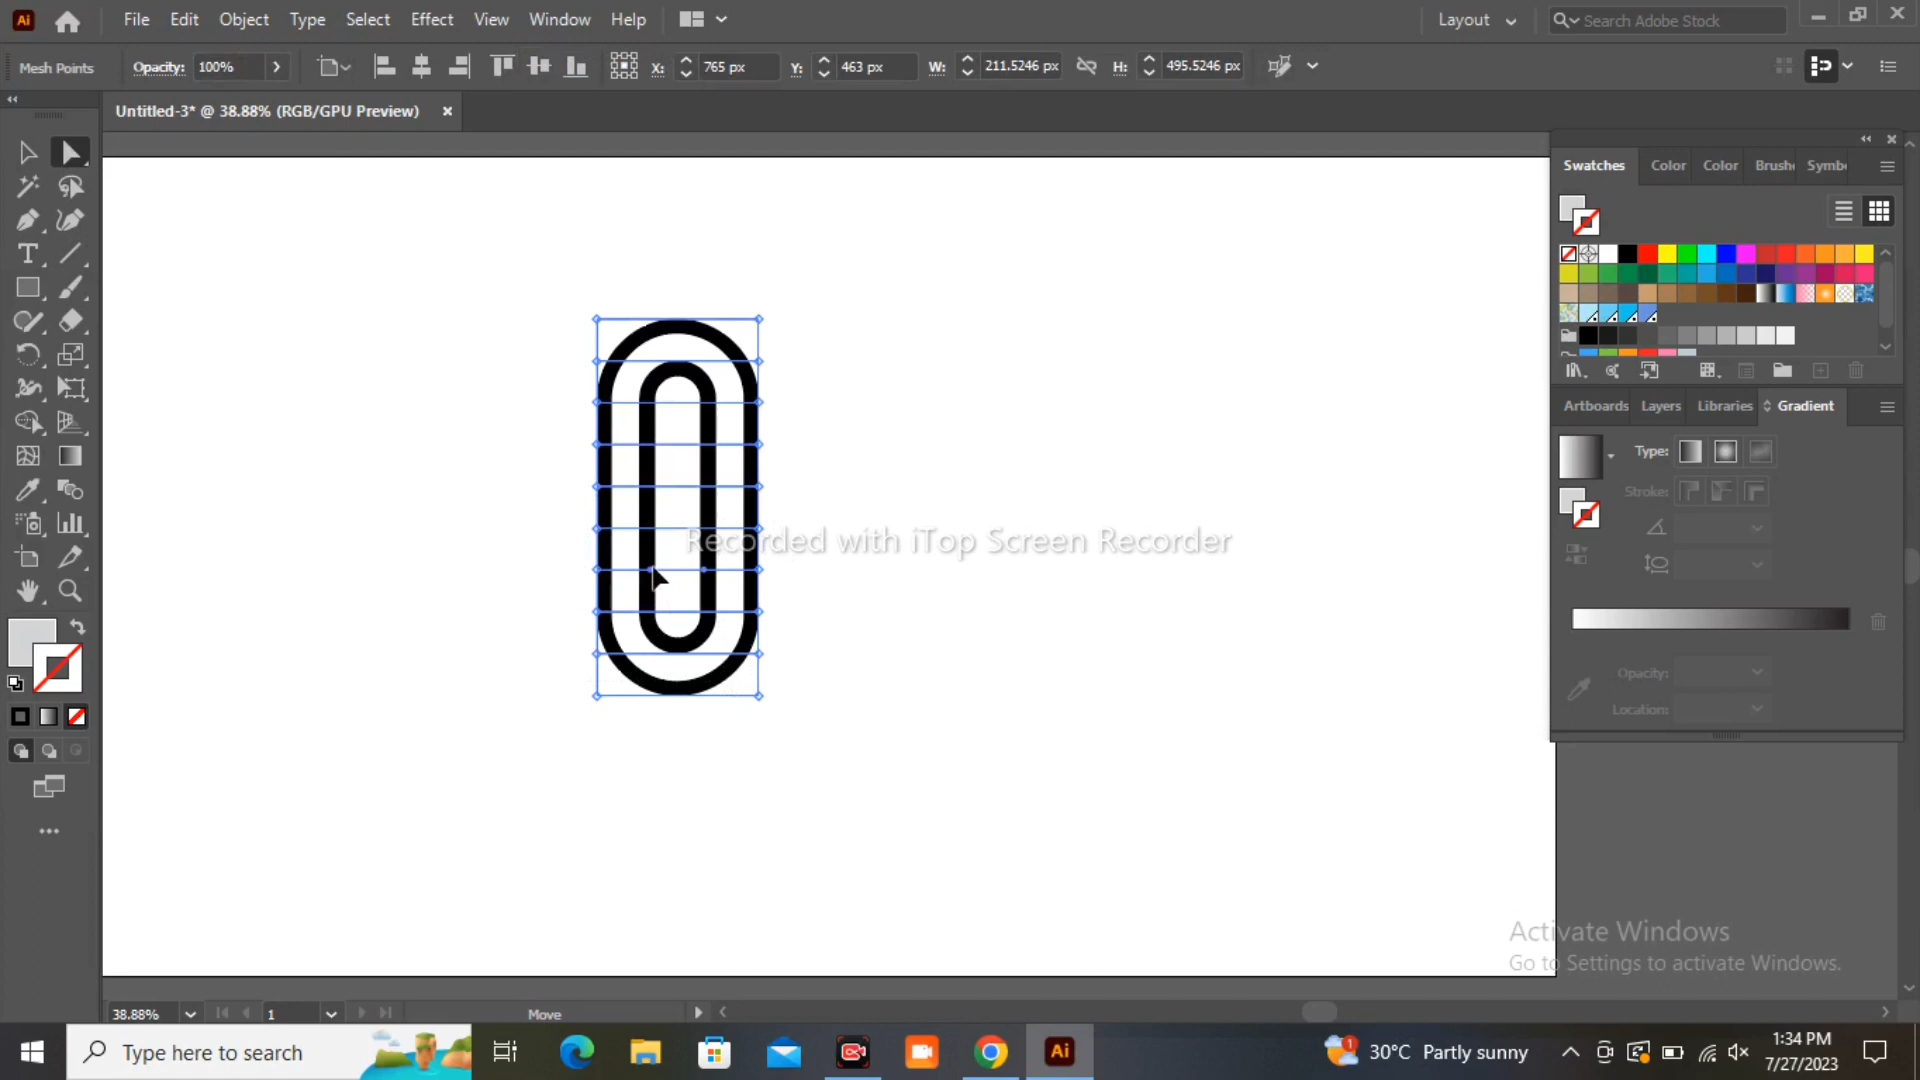 Ai File Edit Object Type Select Effect View Window Help Layout Search Adobe Stock
Mesh Points Opacity: 100% X: 765 px Y: 463 px W: 211.5246 px H: 495.5246 px
Untitled-3* @ 38.88% (RGB/GPU Preview)
Swatches Color Color Brushe Symb
Artboards Layers Libraries Gradient
Type:
Stroke:
Recorded with iTop Screen Recorder
Opacity:
Location:
Activate Windows
Go to Settings to activate Windows.
38.88% 1 Move
Type here to search Ai 1 30°C Partly sunny 1:34 PM
7/27/2023